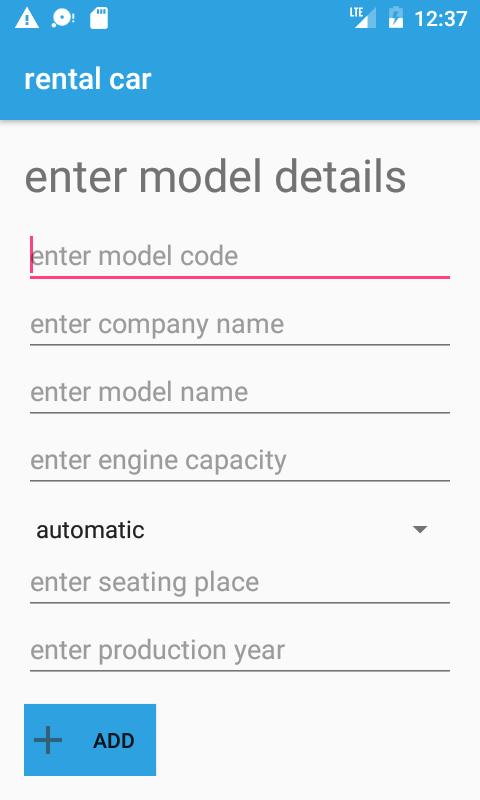 LTE 12:37
rental car
enter model details
enter model code
enter company name
enter model name
enter engine capacity
automatic
enter seating place
enter production year
ADD